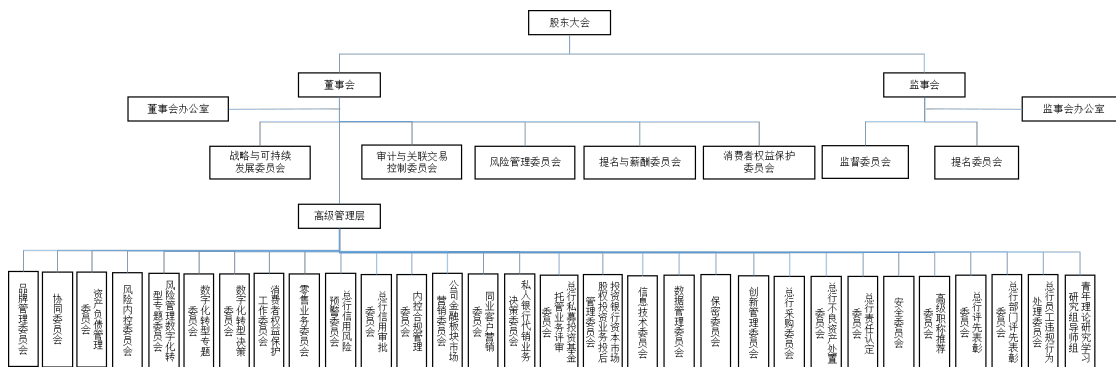 股东大会
董事会
监事会
董事会办公室
监事会办公室
战略与可持续
发展委员会
审计与关联交易
控制委员会
风险管理委员会
提名与薪酬委员会
消费者权益保护
委员会
监督委员会
提名委员会
高级管理层
品牌管理委员会
协同委员会
资产负债管理
委员会
风险内控委员会
风险管理数字化转
型专题委员会
数字化转型专题
委员会
数字化转型决策
委员会
消费者权益保护
工作委员会
零售业务委员会
总行信用风险
预警委员会
总行信用审批
委员会
内控合规管理
委员会
公司金融板块市场
营销委员会
同业客户营销
委员会
私人银行代销业务
决策委员会
总行私募投资基金
托管业务评审
委员会
投资银行资本市场
股权投资业务投后
管理委员会
信息技术委员会
数据管理委员会
保密委员会
创新管理委员会
总行采购委员会
总行不良资产处置
委员会
总行责任认定
委员会
安全委员会
高级职称推荐
委员会
总行评先表彰
委员会
总行部门评先表彰
委员会
总行员工违规行为
处理委员会
青年理论研究学习
研究组导师组